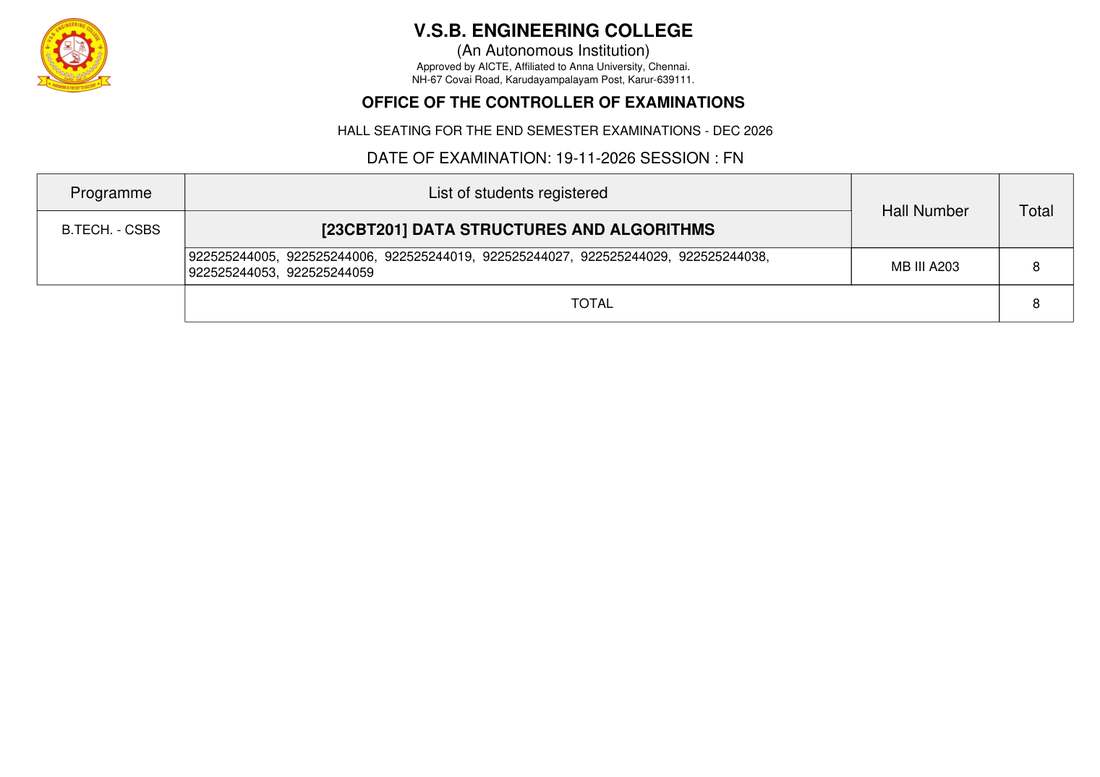 V.S.B. ENGINEERING COLLEGE
(An Autonomous Institution)
Approved by AICTE, Affiliated to Anna University, Chennai.
NH-67 Covai Road, Karudayampalayam Post, Karur-639111.
OFFICE OF THE CONTROLLER OF EXAMINATIONS
HALL SEATING FOR THE END SEMESTER EXAMINATIONS - DEC 2026
DATE OF EXAMINATION: 19-11-2026 SESSION : FN
Programme List of students registered Hall Number Total
B.TECH. - CSBS [23CBT201] DATA STRUCTURES AND ALGORITHMS
922525244005, 922525244006, 922525244019, 922525244027, 922525244029, 922525244038,
922525244053, 922525244059 MB III A203 8
TOTAL 8